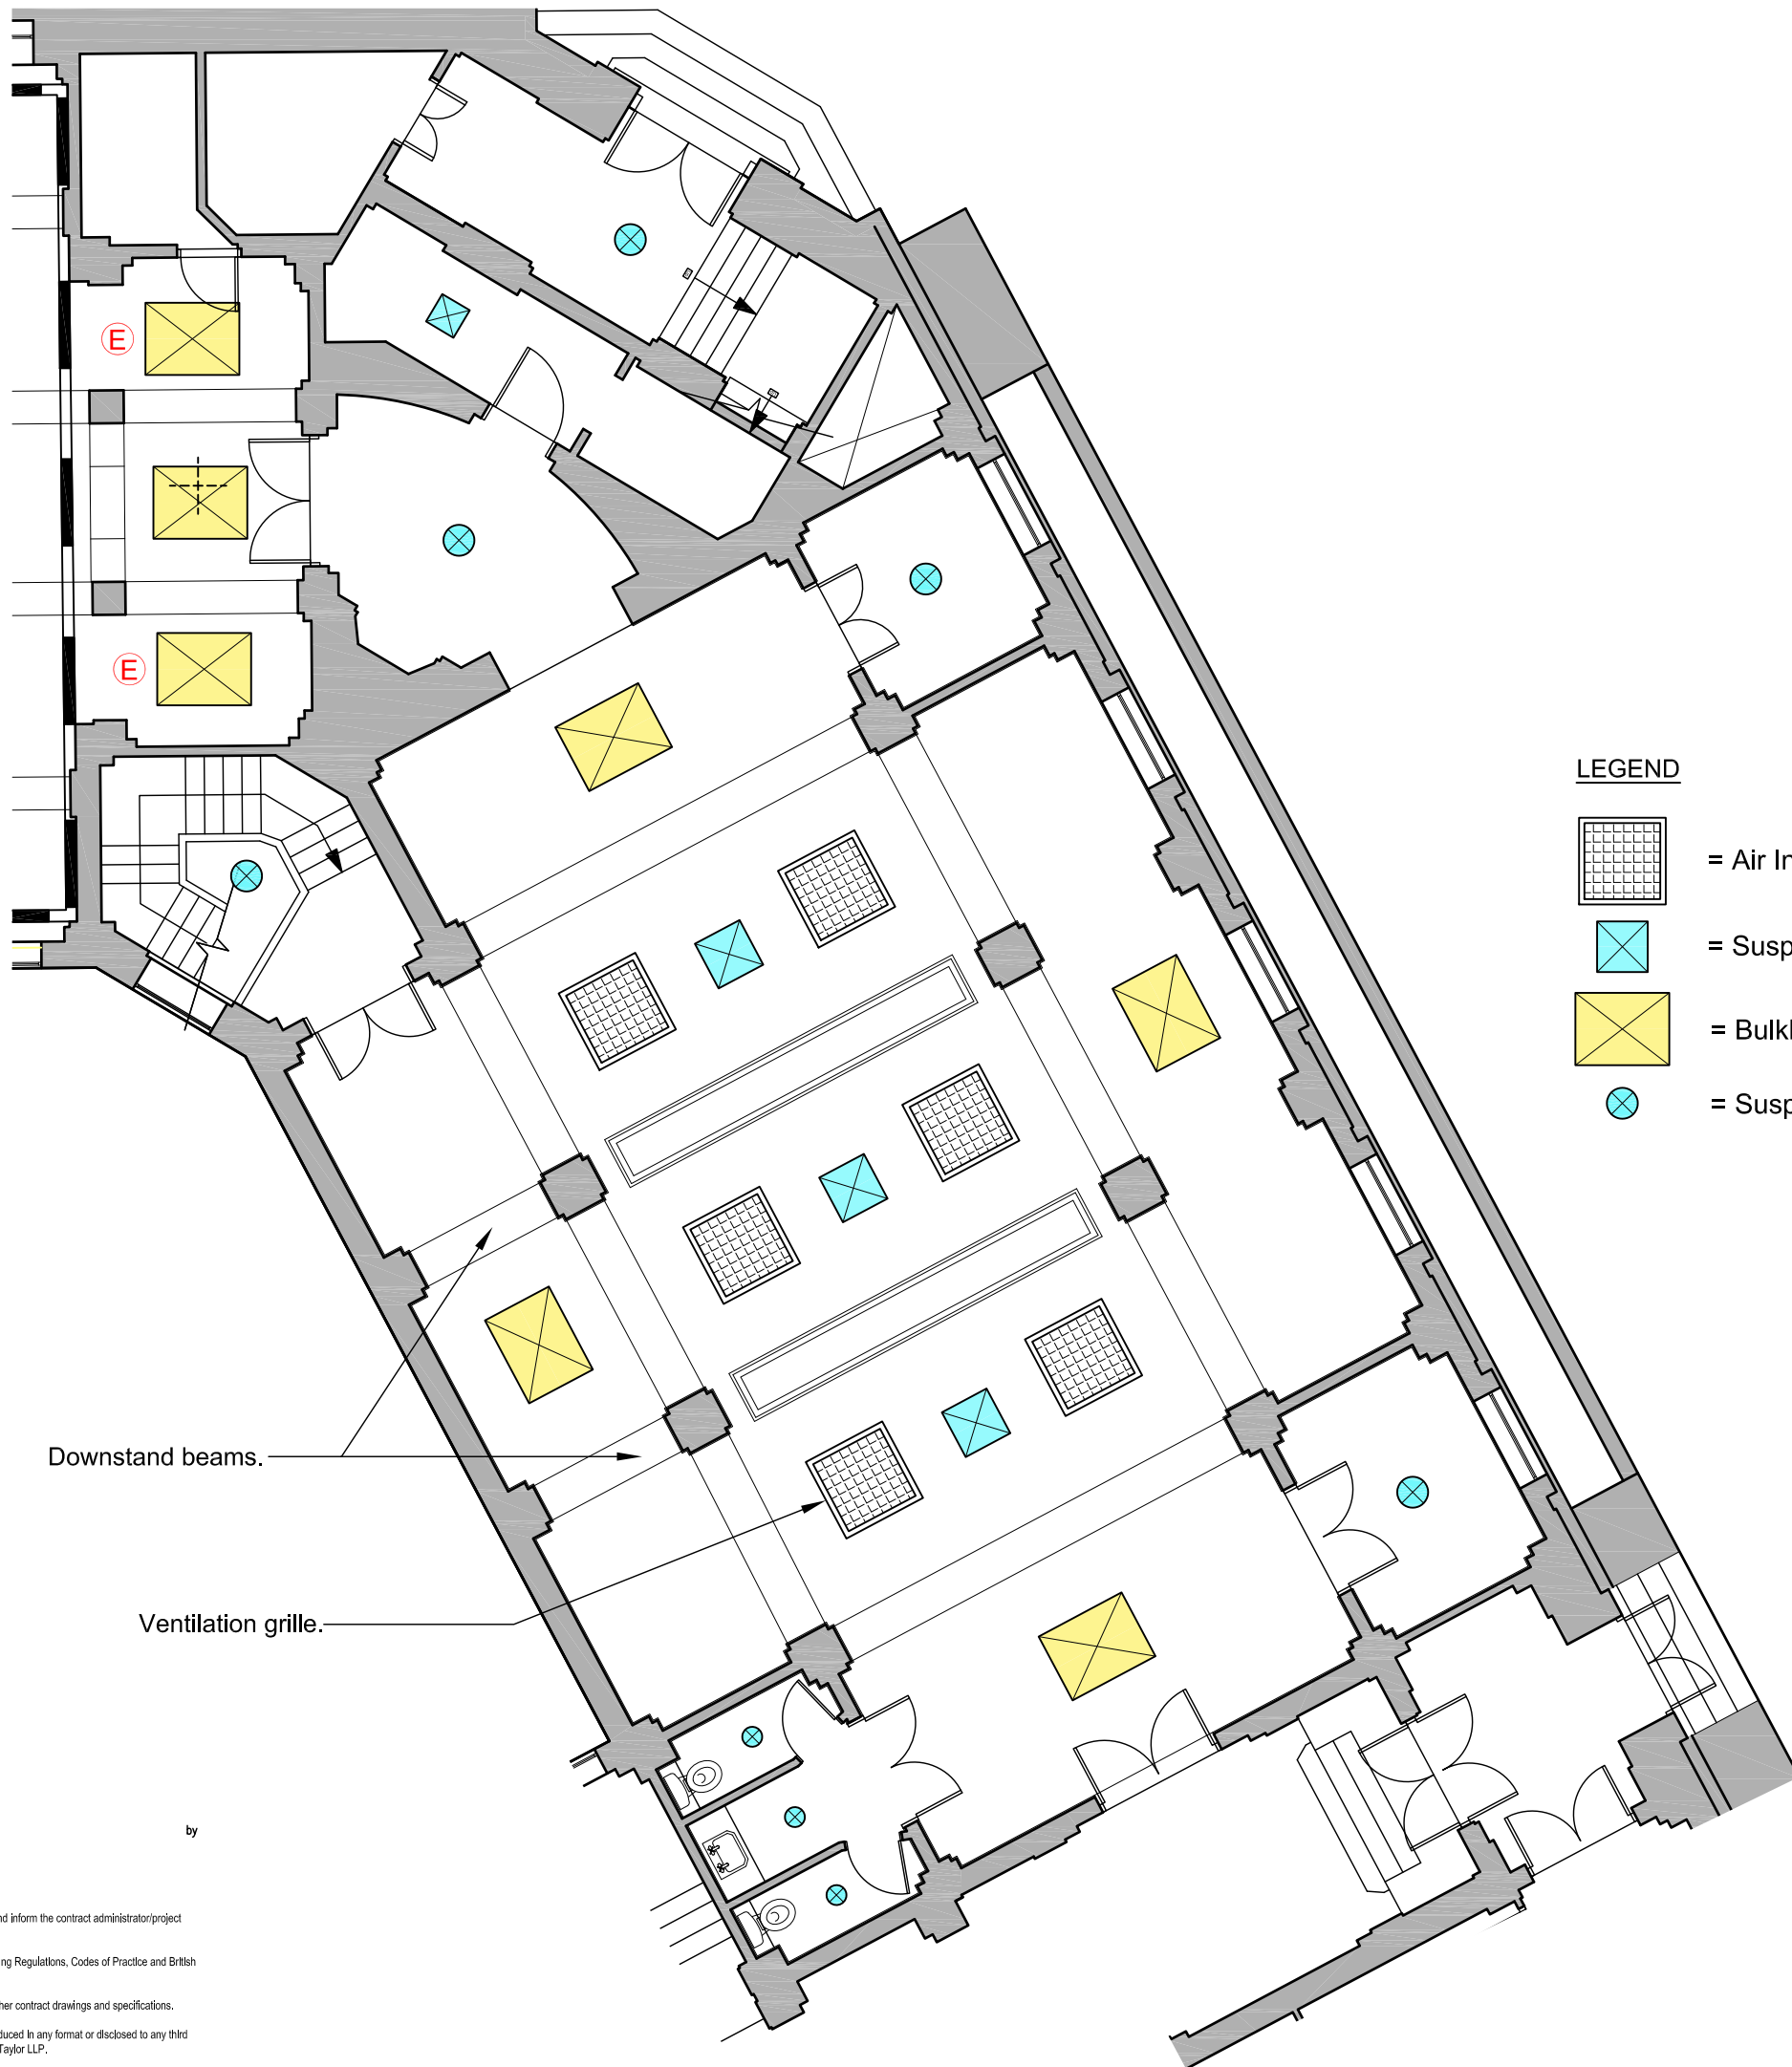 E
E
LEGEND
= Air In
= Susp
= Bulk
= Susp
Downstand beams.
Ventilation grille.
by
nd inform the contract administrator/project
ng Regulations, Codes of Practice and British
her contract drawings and specifications.
duced in any format or disclosed to any third
Taylor LLP.